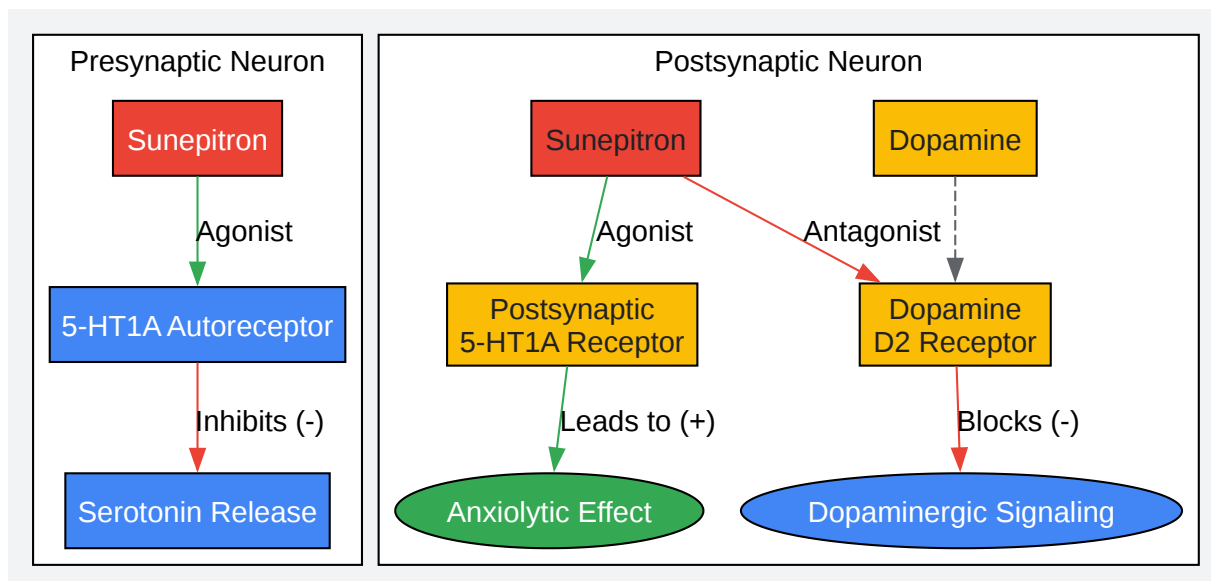 Presynaptic Neuron
Sunepitron
Agonist
5-HT1A Autoreceptor
Inhibits (-)
Serotonin Release
Postsynaptic Neuron
Sunepitron
Dopamine
Agonist
Antagonist
Postsynaptic
5-HT1A Receptor
Dopamine
D2 Receptor
Leads to (+)
Blocks (-)
Anxiolytic Effect
Dopaminergic Signaling